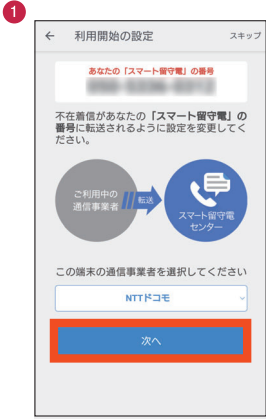 1
← 利用開始の設定 スキップ
あなたの「スマート留守電」の番号
不在着信があなたの「スマート留守電」の
番号に転送されるように設定を変更してく
ださい。
ご利用中の
通信事業者
転送
スマート留守電
センター
この端末の通信事業者を選択してください
NTTドコモ
次へ